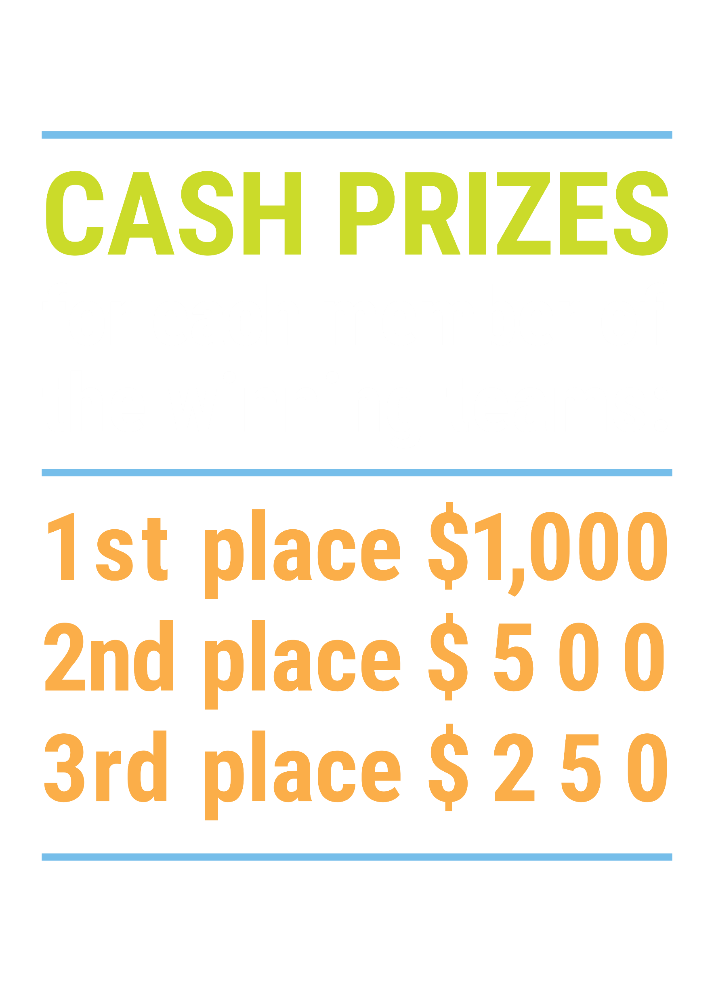 CASH PRIZES
1st place $1,000
2nd place $500
3rd place $250